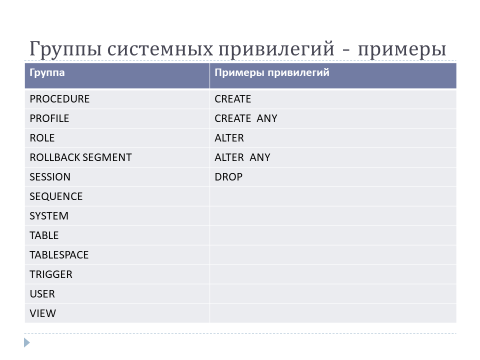 Группы системных привилегий - примеры
Группа Примеры привилегий
PROCEDURE CREATE
PROFILE CREATE ANY
ROLE ALTER
ROLLBACK SEGMENT ALTER ANY
SESSION DROP
SEQUENCE
SYSTEM
TABLE
TABLESPACE
TRIGGER
USER
VIEW